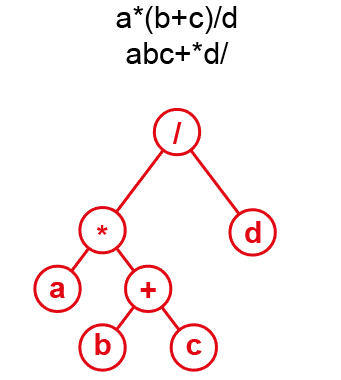 a*(b+c)/d
abc+*d/
/
* d
a +
b c